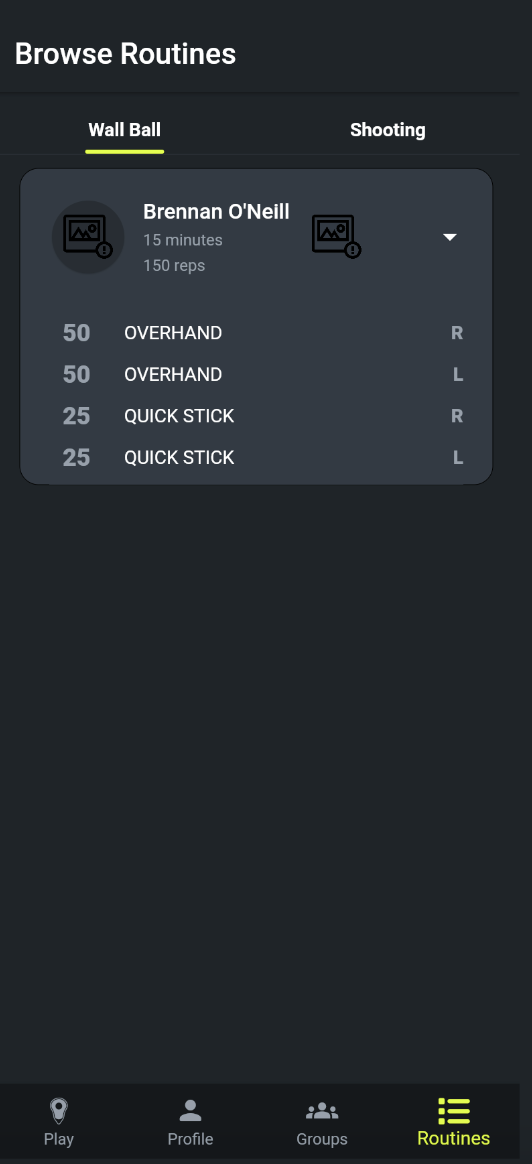 Browse Routines
Wall Ball Shooting
Brennan O'Neill
15 minutes
150 reps
50 OVERHAND R
50 OVERHAND L
25 QUICK STICK R
25 QUICK STICK L
Play Profile Groups Routines